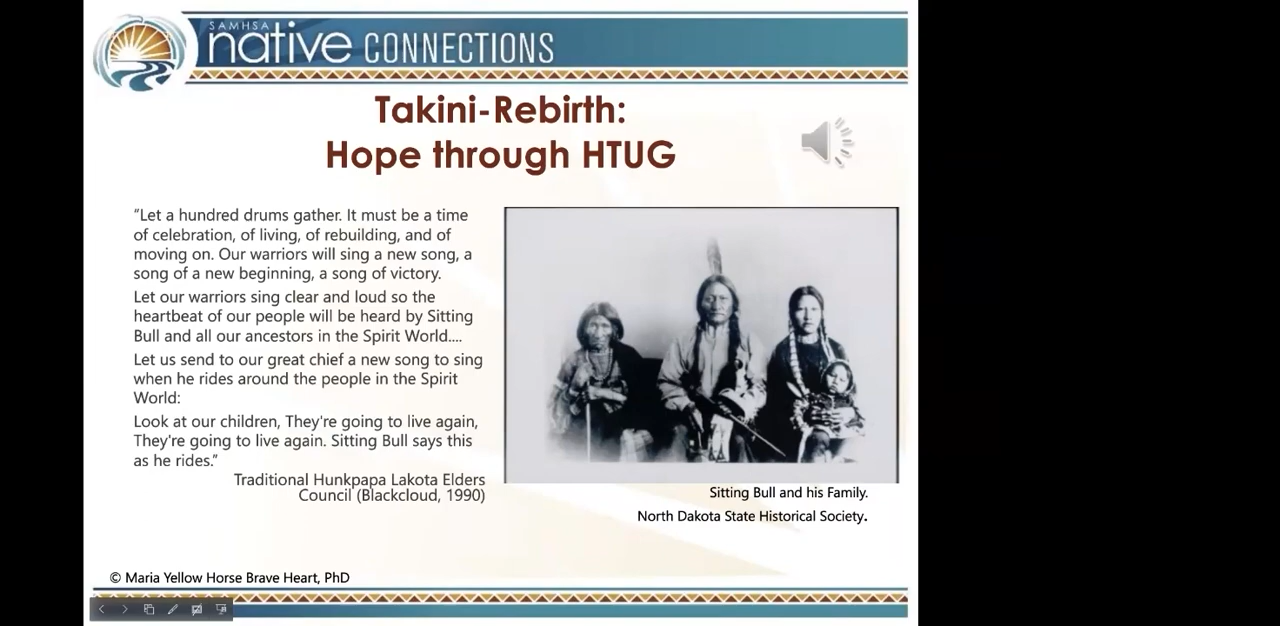 SAMHSA
native CONNECTIONS
Takini-Rebirth:
Hope through HTUG
“Let a hundred drums gather. It must be a time
of celebration, of living, of rebuilding, and of
moving on. Our warriors will sing a new song, a
song of a new beginning, a song of victory.
Let our warriors sing clear and loud so the
heartbeat of our people will be heard by Sitting
Bull and all our ancestors in the Spirit World....
Let us send to our great chief a new song to sing
when he rides around the people in the Spirit
World:
Look at our children, They're going to live again,
They're going to live again. Sitting Bull says this
as he rides.”
Traditional Hunkpapa Lakota Elders
Council (Blackcloud, 1990)
Sitting Bull and his Family.
North Dakota State Historical Society.
© Maria Yellow Horse Brave Heart, PhD